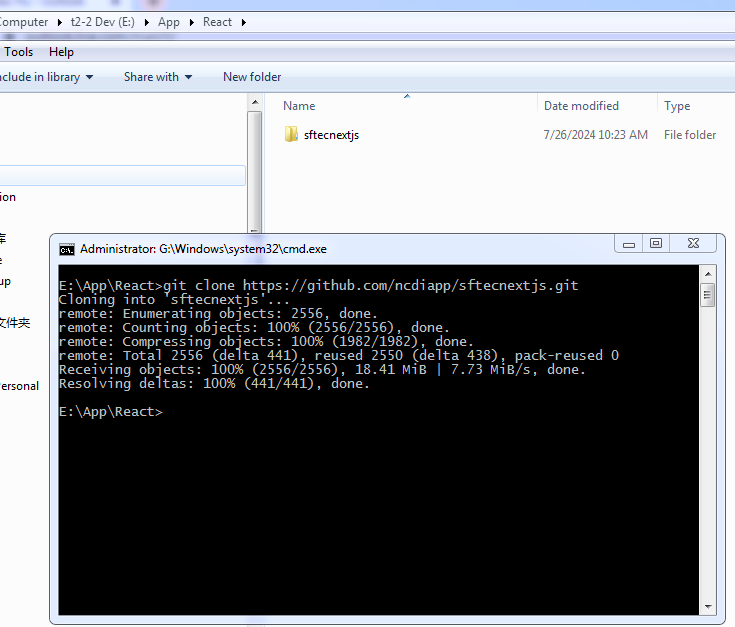 Computer ▸ t2-2 Dev (E:) ▸ App ▸ React ▸
Tools Help
Include in library Share with New folder
Name Date modified Type
sftecnextjs 7/26/2024 10:23 AM File folder
ion
库
e
up
文件夹
Personal
Administrator: G:\Windows\system32\cmd.exe
E:\App\React>git clone https://github.com/ncdiapp/sftecnextjs.git
Cloning into 'sftecnextjs'...
remote: Enumerating objects: 2556, done.
remote: Counting objects: 100% (2556/2556), done.
remote: Compressing objects: 100% (1982/1982), done.
remote: Total 2556 (delta 441), reused 2550 (delta 438), pack-reused 0
Receiving objects: 100% (2556/2556), 18.41 MiB | 7.73 MiB/s, done.
Resolving deltas: 100% (441/441), done.
E:\App\React>